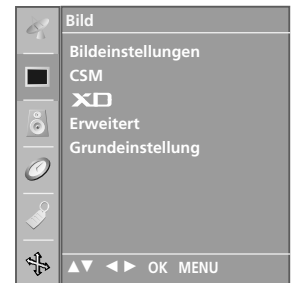 Bild
Bildeinstellungen
CSM
XD
Erweitert
Grundeinstellung
▲▼ ◄► OK MENU